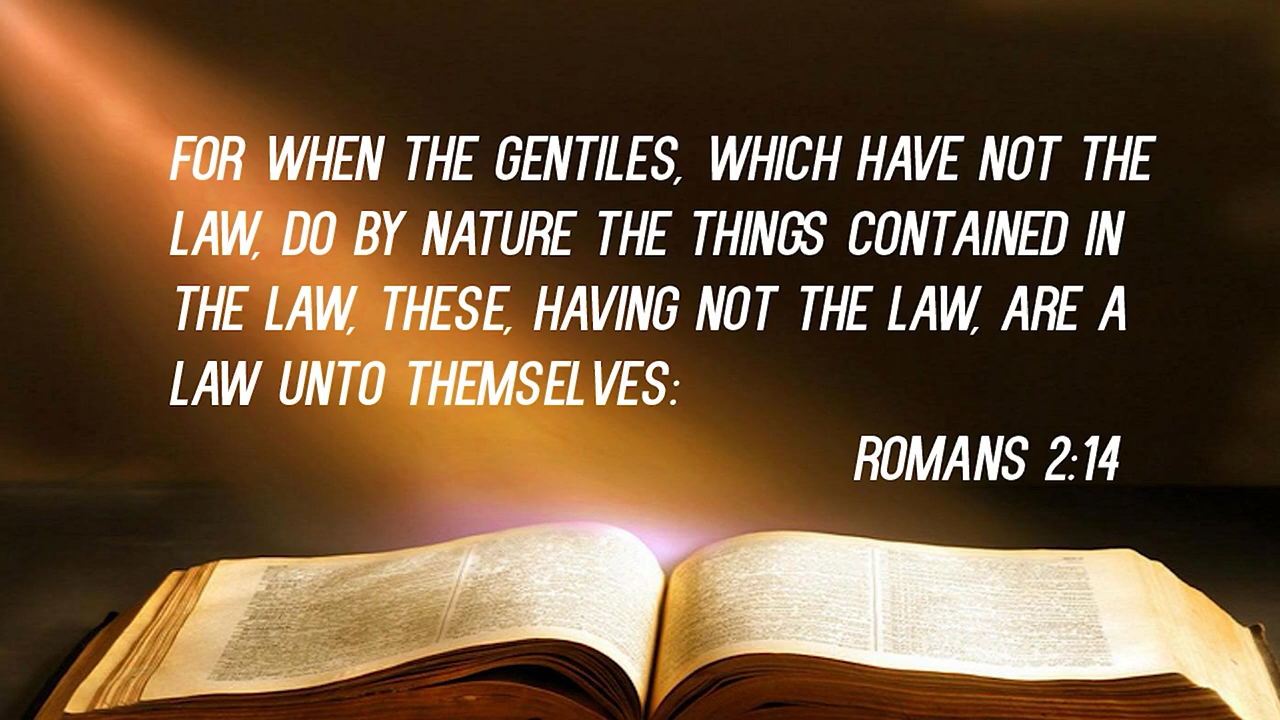 FOR WHEN THE GENTILES, WHICH HAVE NOT THE
LAW, DO BY NATURE THE THINGS CONTAINED IN
THE LAW, THESE, HAVING NOT THE LAW, ARE A
LAW UNTO THEMSELVES:
ROMANS 2:14